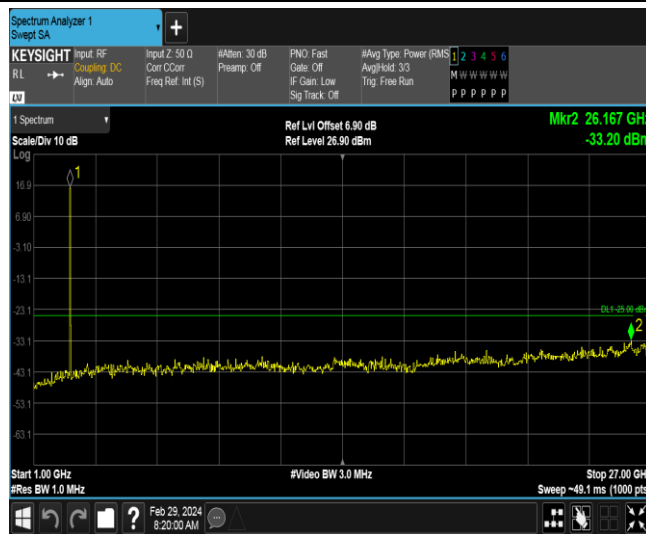 Spectrum Analyzer 1
Swept SA
+
KEYSIGHT
RL
Input: RF
Coupling: DC
Align: Auto
Input Z: 50 Ω
Corr CCorr
Freq Ref: Int (S)
#Atten: 30 dB
Preamp: Off
PNO: Fast
Gate: Off
IF Gain: Low
Sig Track: Off
#Avg Type: Power (RMS
Avg|Hold: 3/3
Trig: Free Run
1 2 3 4 5 6
M W W W W W
P P P P P P
1 Spectrum
Scale/Div 10 dB
Log
Ref Lvl Offset 6.90 dB
Ref Level 26.90 dBm
Mkr2 26.167 GHz
-33.20 dBm
1
16.9
6.90
-3.10
-13.1
-23.1
DL1 -25.00 dBm
2
-33.1
-43.1
-53.1
-63.1
Start 1.00 GHz
#Res BW 1.0 MHz
#Video BW 3.0 MHz
Stop 27.00 GHz
Sweep ~49.1 ms (1000 pts)
?
Feb 29, 2024
8:20:00 AM